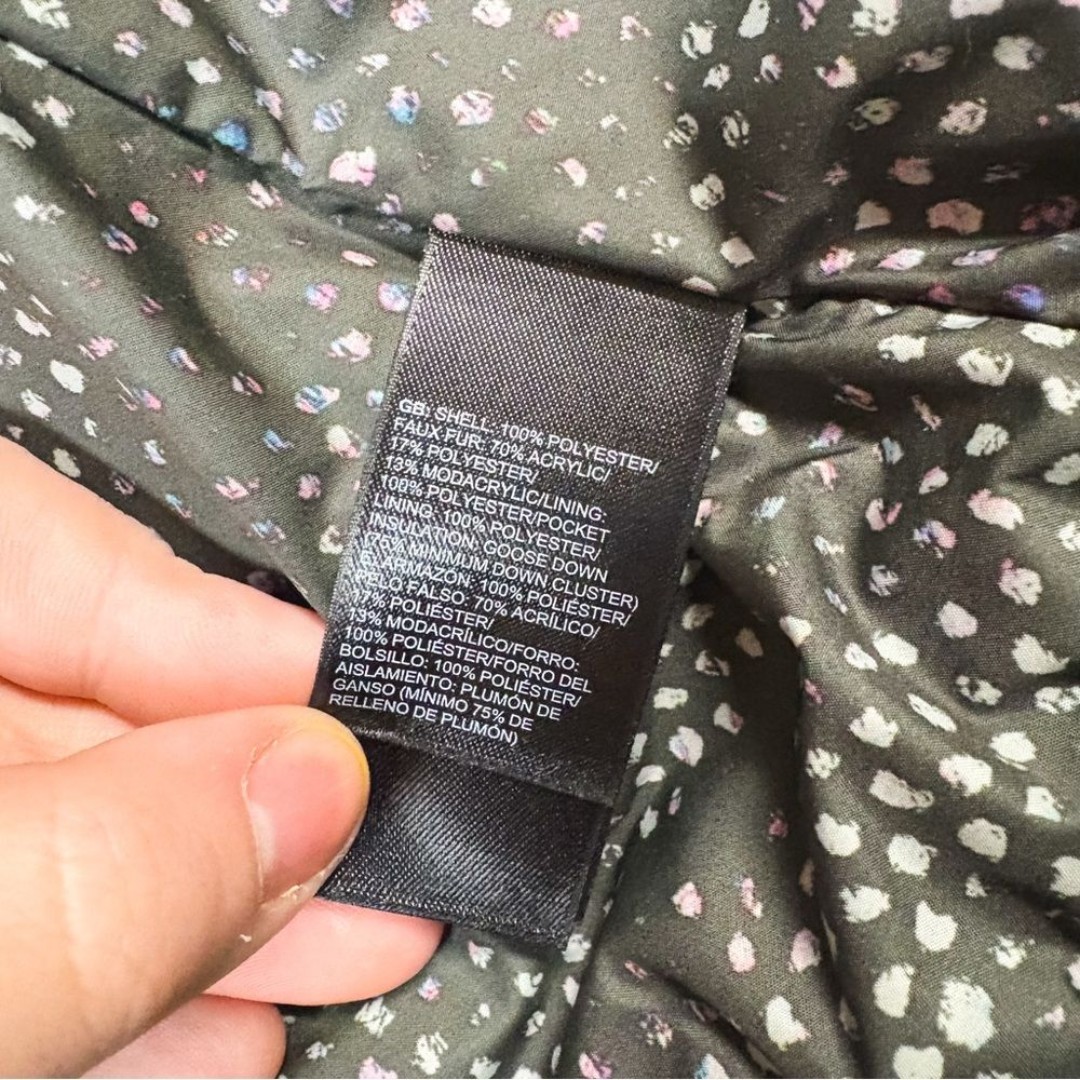 GB: SHELL: 100% POLYESTER/
FAUX FUR: 70% ACRYLIC/
17% POLYESTER/
13% MODACRYLIC/LINING:
100% POLYESTER/POCKET
LINING: 100% POLYESTER/
INSULATION: GOOSE DOWN
(75% MINIMUM DOWN CLUSTER)
E: ARMAZÓN: 100% POLIÉSTER/
PELO FALSO: 70% ACRÍLICO/
17% POLIÉSTER/
13% MODACRÍLICO/FORRO:
100% POLIÉSTER/FORRO DEL
BOLSILLO: 100% POLIÉSTER/
AISLAMIENTO: PLUMÓN DE
GANSO (MÍNIMO 75% DE
RELLENO DE PLUMÓN)